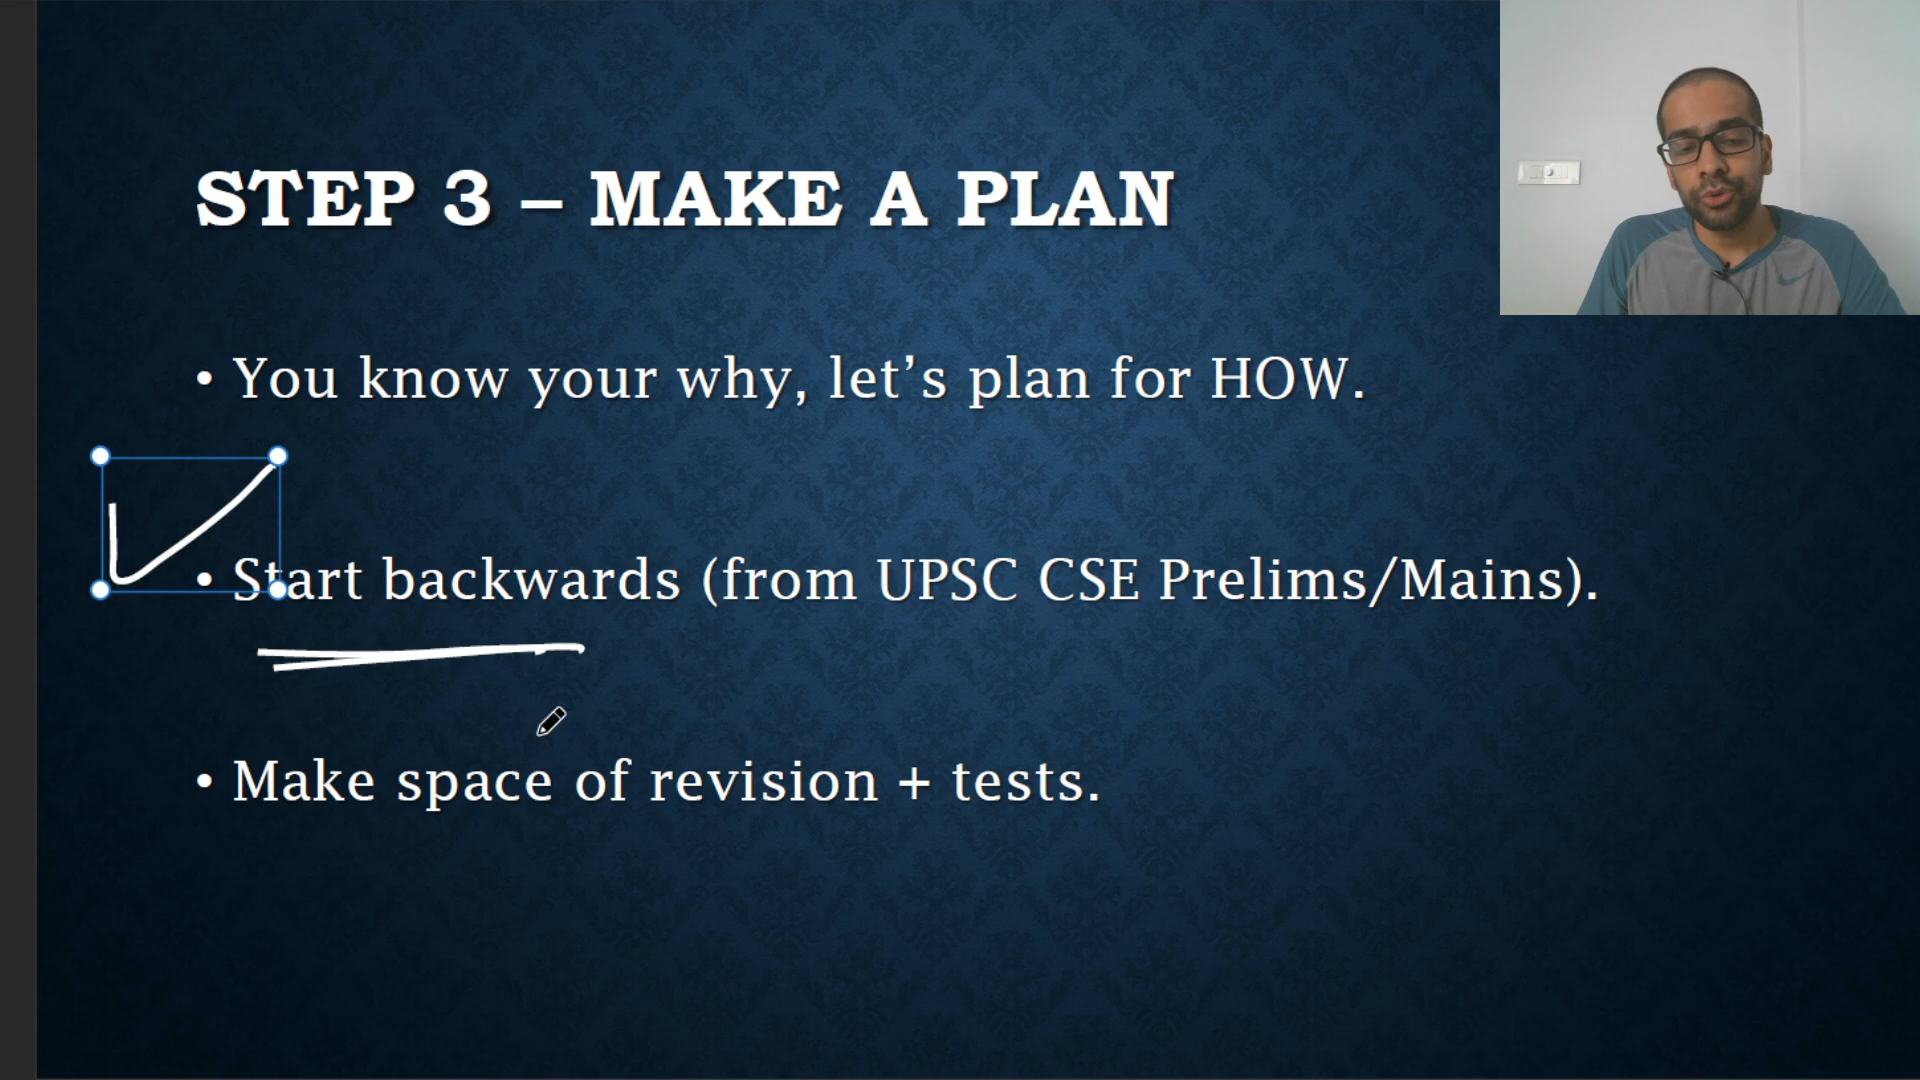 STEP 3 – MAKE A PLAN
• You know your why, let’s plan for HOW.
• Start backwards (from UPSC CSE Prelims/Mains).
• Make space of revision + tests.